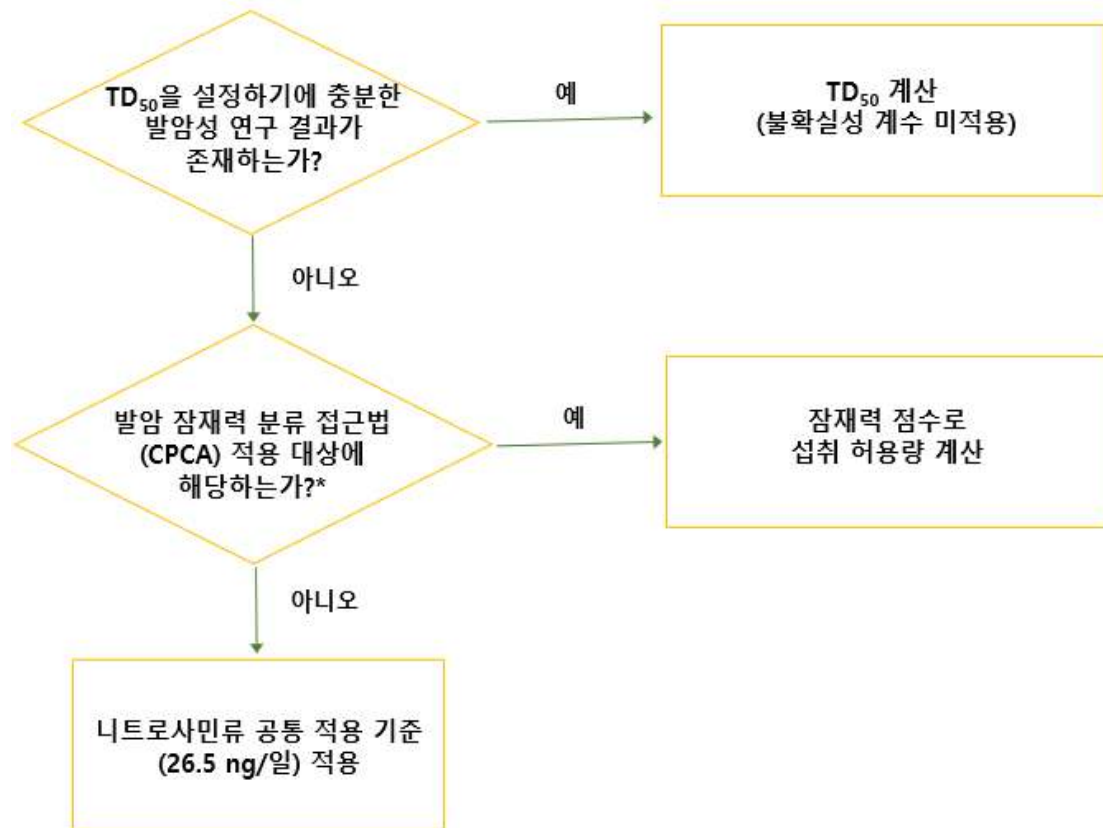 TD₅₀을 설정하기에 충분한
발암성 연구 결과가
존재하는가?
예
TD₅₀ 계산
(불확실성 계수 미적용)
아니오
발암 잠재력 분류 접근법
(CPCA) 적용 대상에
해당하는가?*
예
잠재력 점수로
섭취 허용량 계산
아니오
니트로사민류 공통 적용 기준
(26.5 ng/일) 적용